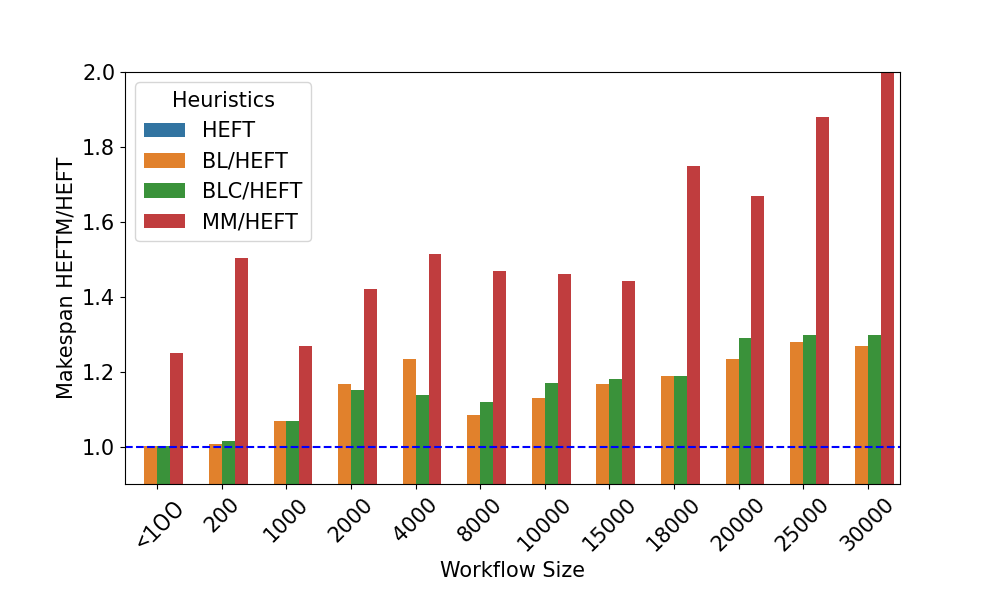 2.0
1.8
1.6
1.4
1.2
1.0
Makespan HEFTM/HEFT
Heuristics
HEFT
BL/HEFT
BLC/HEFT
MM/HEFT
<1OO
200
1000
2000
4000
8000
10000
15000
18000
20000
25000
30000
Workflow Size